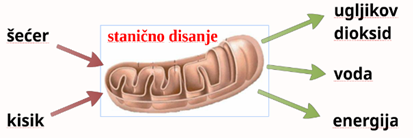 šećer
kisik
stanično disanje
ugljikov
dioksid
voda
energija